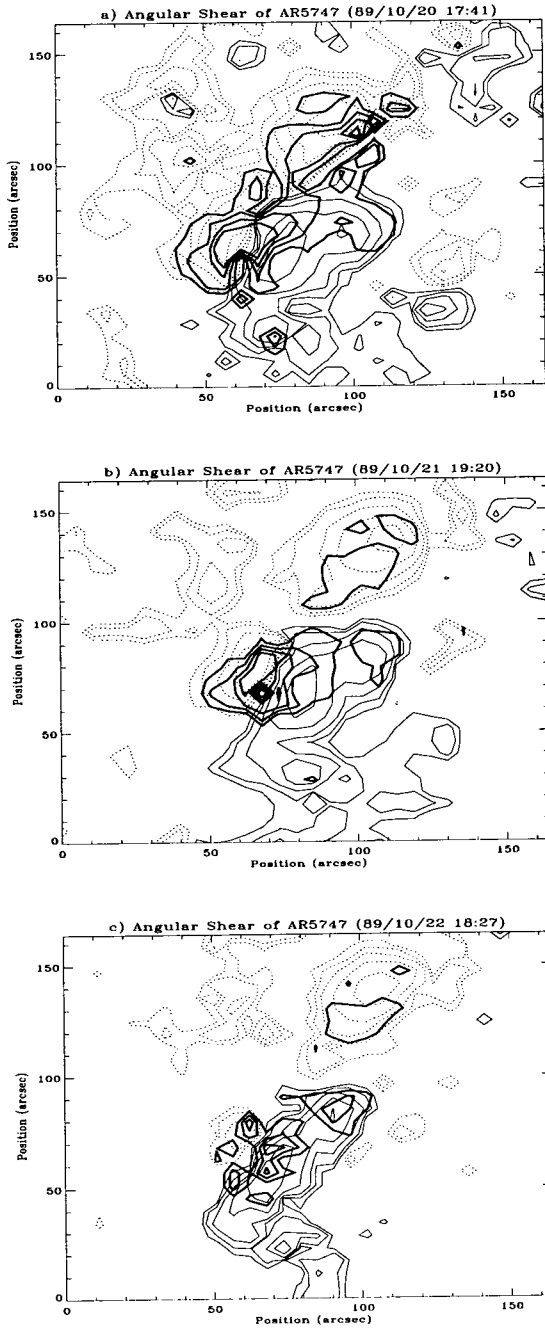 a) Angular Shear of AR5747 (89/10/20 17:41)
150
100
50
0
Position (arcsec)
0
50
100
150
Position (arcsec)
b) Angular Shear of AR5747 (89/10/21 19:20)
150
100
50
0
Position (arcsec)
0
50
100
150
Position (arcsec)
c) Angular Shear of AR5747 (89/10/22 18:27)
150
100
50
0
Position (arcsec)
0
50
100
150
Position (arcsec)